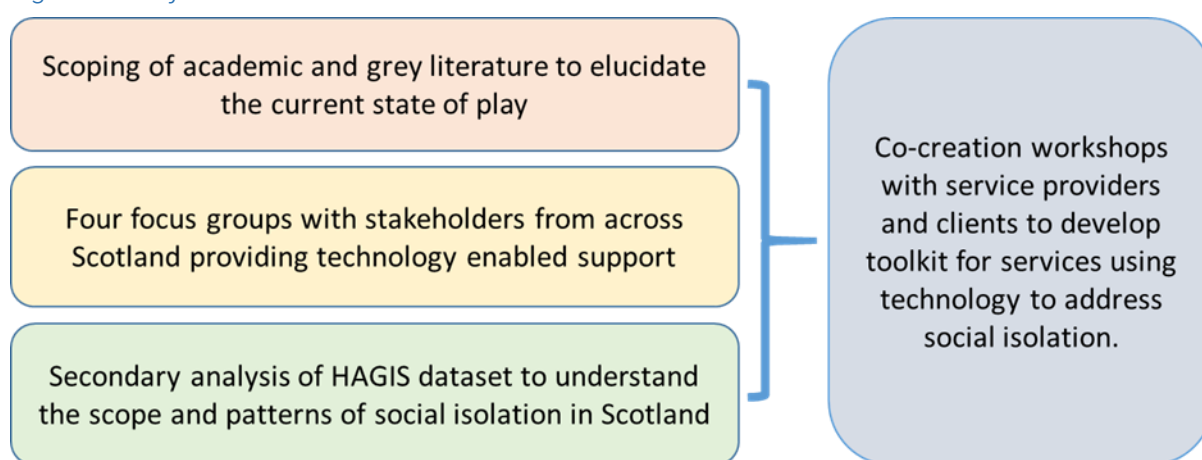 Scoping of academic and grey literature to elucidate
the current state of play
Four focus groups with stakeholders from across
Scotland providing technology enabled support
Secondary analysis of HAGIS dataset to understand
the scope and patterns of social isolation in Scotland
Co-creation workshops
with service providers
and clients to develop
toolkit for services using
technology to address
social isolation.